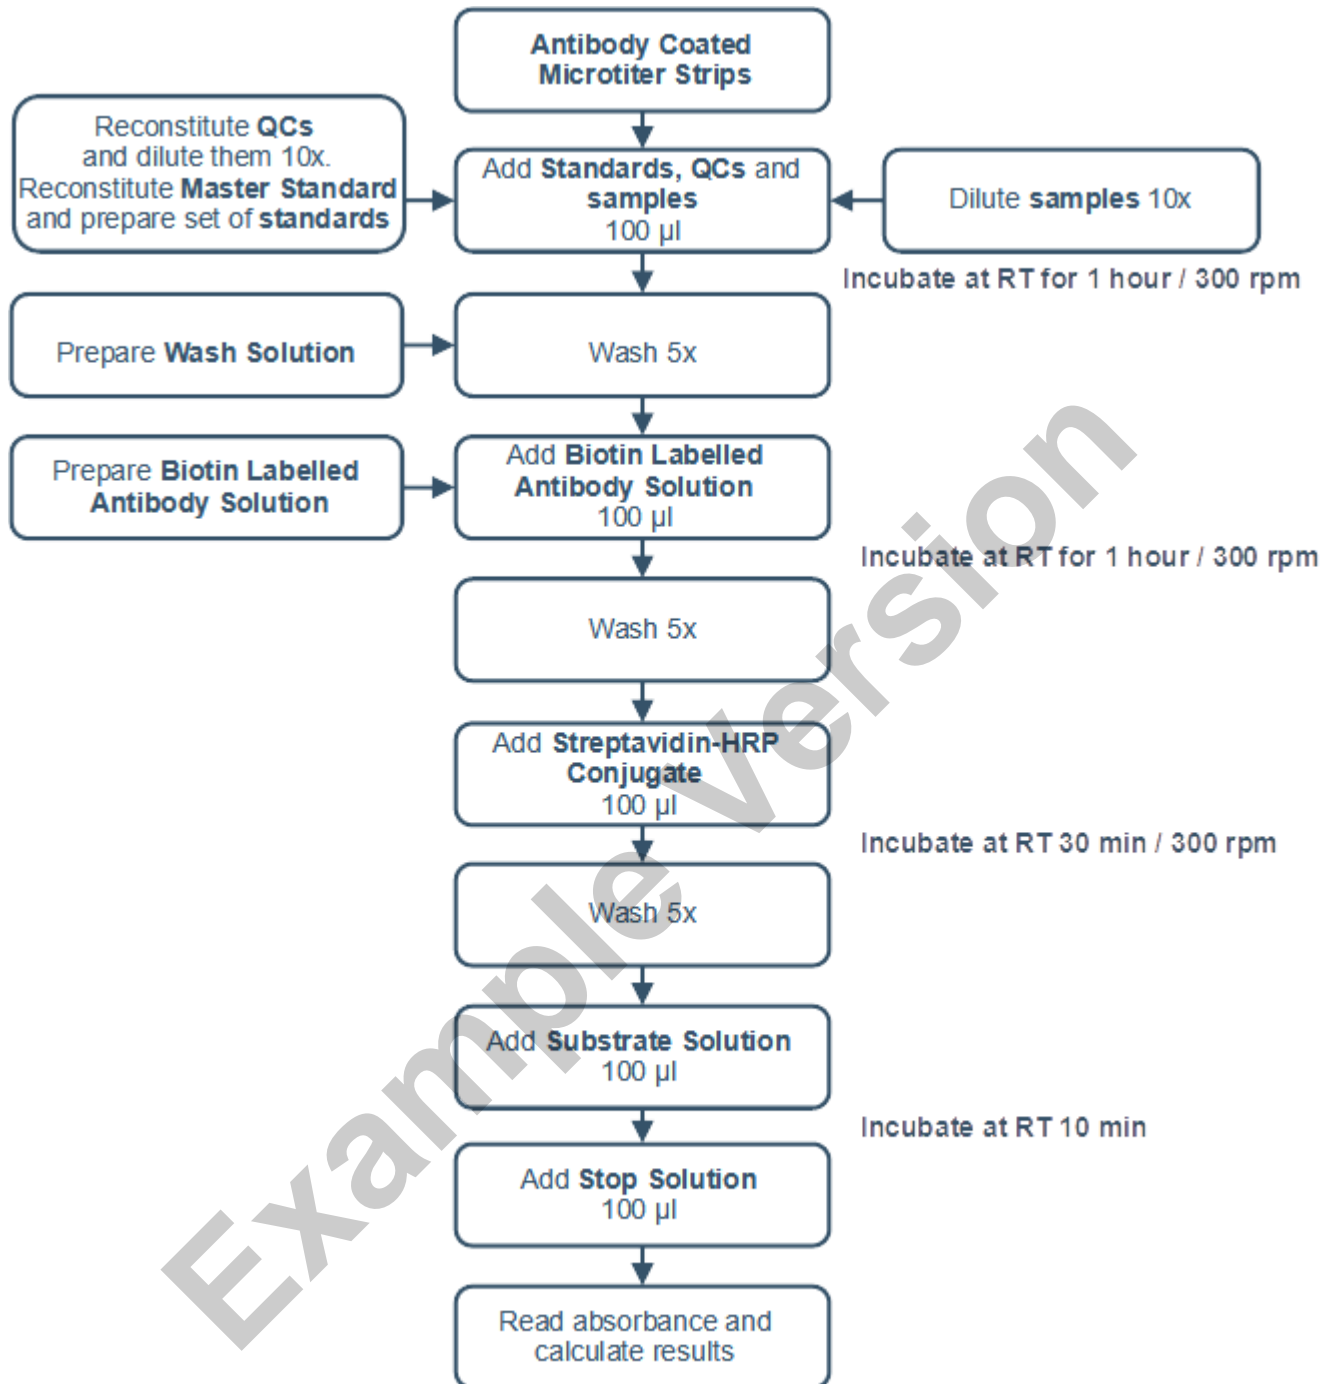 Antibody Coated
Microtiter Strips
Reconstitute QCs
and dilute them 10x.
Reconstitute Master Standard
and prepare set of standards
Add Standards, QCs and
samples
100 µl
Dilute samples 10x
Incubate at RT for 1 hour / 300 rpm
Prepare Wash Solution
Wash 5x
Prepare Biotin Labelled
Antibody Solution
Add Biotin Labelled
Antibody Solution
100 µl
Incubate at RT for 1 hour / 300 rpm
Wash 5x
Add Streptavidin-HRP
Conjugate
100 µl
Incubate at RT 30 min / 300 rpm
Wash 5x
Add Substrate Solution
100 µl
Incubate at RT 10 min
Add Stop Solution
100 µl
Read absorbance and
calculate results
Example Version